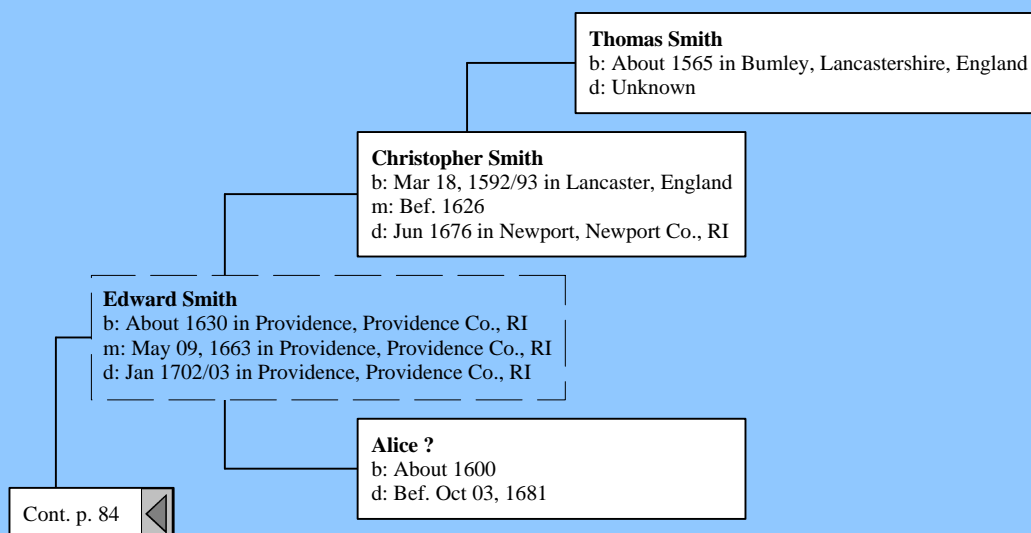 Thomas Smith
b: About 1565 in Bumley, Lancastershire, England
d: Unknown
Christopher Smith
b: Mar 18, 1592/93 in Lancaster, England
m: Bef. 1626
d: Jun 1676 in Newport, Newport Co., RI
Edward Smith
b: About 1630 in Providence, Providence Co., RI
m: May 09, 1663 in Providence, Providence Co., RI
d: Jan 1702/03 in Providence, Providence Co., RI
Alice ?
b: About 1600
d: Bef. Oct 03, 1681
Cont. p. 84